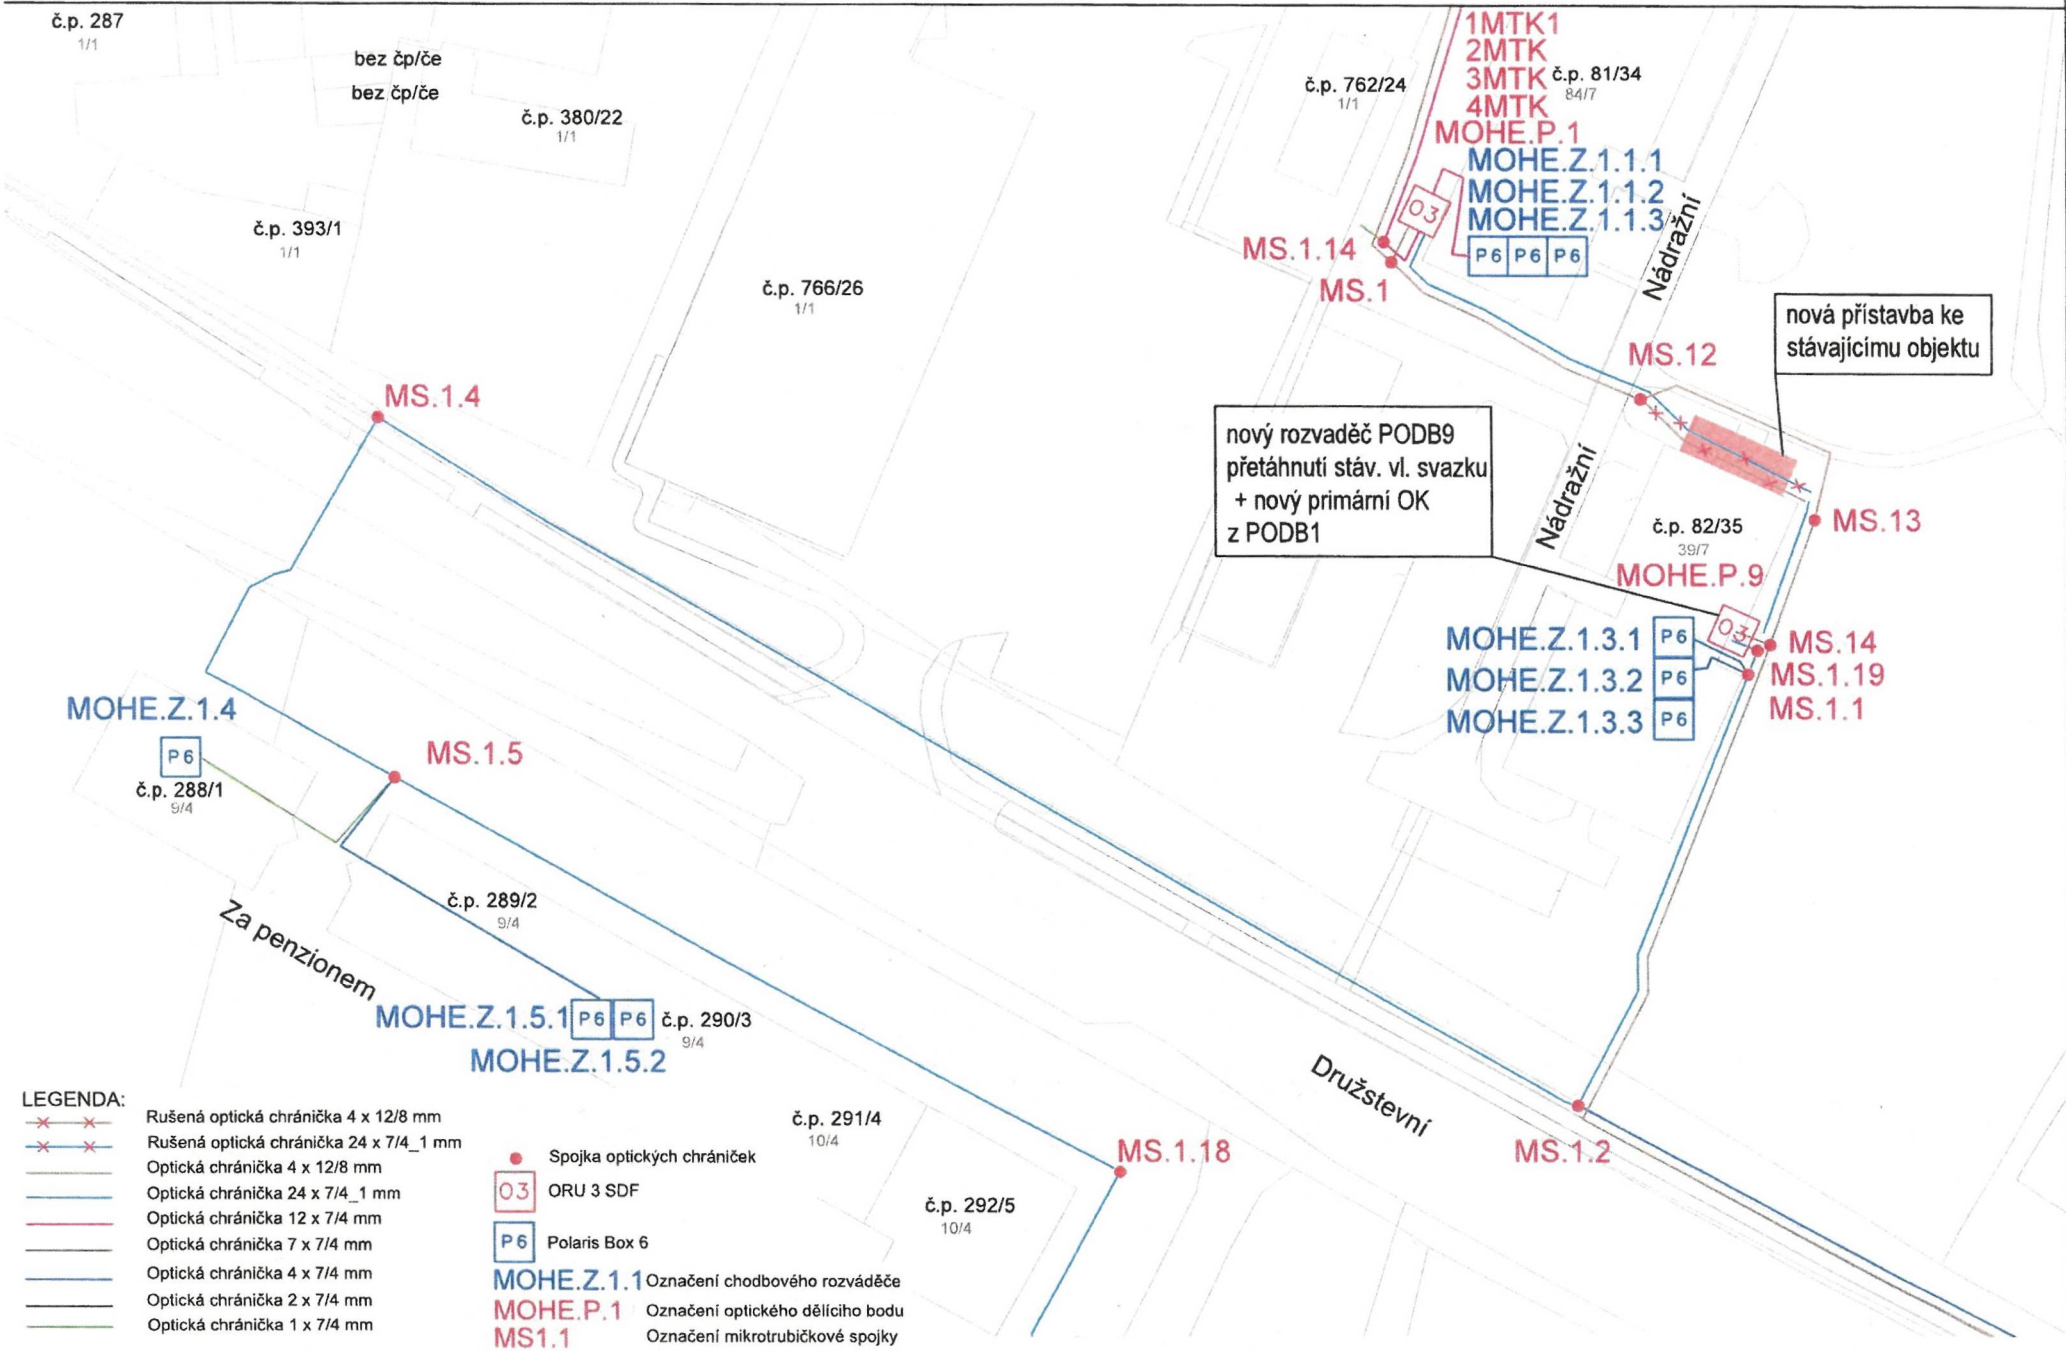 č.p. 287
1/1
bez čp/če
bez čp/če
č.p. 380/22
1/1
č.p. 393/1
1/1
č.p. 766/26
1/1
č.p. 762/24
1/1
1MTK1
2MTK
3MTK
4MTK
č.p. 81/34
84/7
MOHE.P.1
MOHE.Z.1.1.1
MOHE.Z.1.1.2
MOHE.Z.1.1.3
O3
P6 P6 P6
MS.1.14
MS.1
Nádražní
MS.12
nová přístavba ke
stávajícímu objektu
MS.1.4
nový rozvaděč PODB9
přetáhnutí stáv. vl. svazku
+ nový primární OK
z PODB1
Nádražní
MS.13
č.p. 82/35
39/7
MOHE.P.9
O3
MOHE.Z.1.3.1 P6
MOHE.Z.1.3.2 P6
MOHE.Z.1.3.3 P6
MS.14
MS.1.19
MS.1.1
MOHE.Z.1.4
P6
č.p. 288/1
9/4
MS.1.5
č.p. 289/2
9/4
Za penzionem
MOHE.Z.1.5.1 P6 P6 č.p. 290/3
9/4
MOHE.Z.1.5.2
č.p. 291/4
10/4
č.p. 292/5
10/4
MS.1.18
Družstevní
MS.1.2
LEGENDA:
Rušená optická chránička 4 x 12/8 mm
Rušená optická chránička 24 x 7/4_1 mm
Optická chránička 4 x 12/8 mm
Optická chránička 24 x 7/4_1 mm
Optická chránička 12 x 7/4 mm
Optická chránička 7 x 7/4 mm
Optická chránička 4 x 7/4 mm
Optická chránička 2 x 7/4 mm
Optická chránička 1 x 7/4 mm
Spojka optických chrániček
O3 ORU 3 SDF
P6 Polaris Box 6
MOHE.Z.1.1 Označení chodbového rozváděče
MOHE.P.1 Označení optického dělícího bodu
MS1.1 Označení mikrotrubičkové spojky